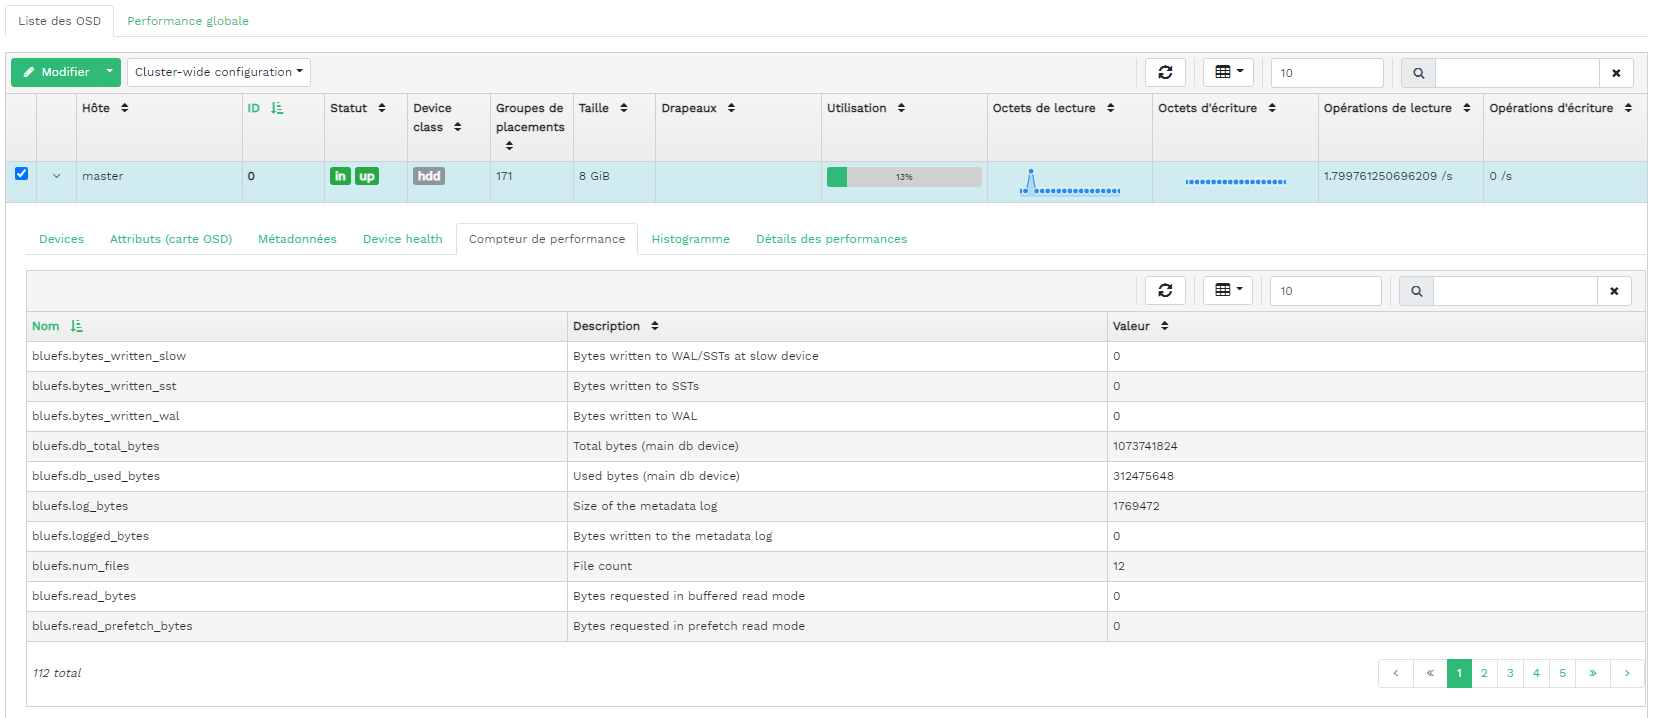 Liste des OSD Performance globale
Modifier Cluster-wide configuration 10
Hôte ID Statut Device class Groupes de placements Taille Drapeaux Utilisation Octets de lecture Octets d'écriture Opérations de lecture Opérations d'écriture
master 0 in up hdd 171 8 GiB 13% 1.799761250696209 /s 0 /s
Devices Attributs (carte OSD) Métadonnées Device health Compteur de performance Histogramme Détails des performances
10
Nom Description Valeur
bluefs.bytes_written_slow Bytes written to WAL/SSTs at slow device 0
bluefs.bytes_written_sst Bytes written to SSTs 0
bluefs.bytes_written_wal Bytes written to WAL 0
bluefs.db_total_bytes Total bytes (main db device) 1073741824
bluefs.db_used_bytes Used bytes (main db device) 312475648
bluefs.log_bytes Size of the metadata log 1769472
bluefs.logged_bytes Bytes written to the metadata log 0
bluefs.num_files File count 12
bluefs.read_bytes Bytes requested in buffered read mode 0
bluefs.read_prefetch_bytes Bytes requested in prefetch read mode 0
112 total < « 1 2 3 4 5 » >